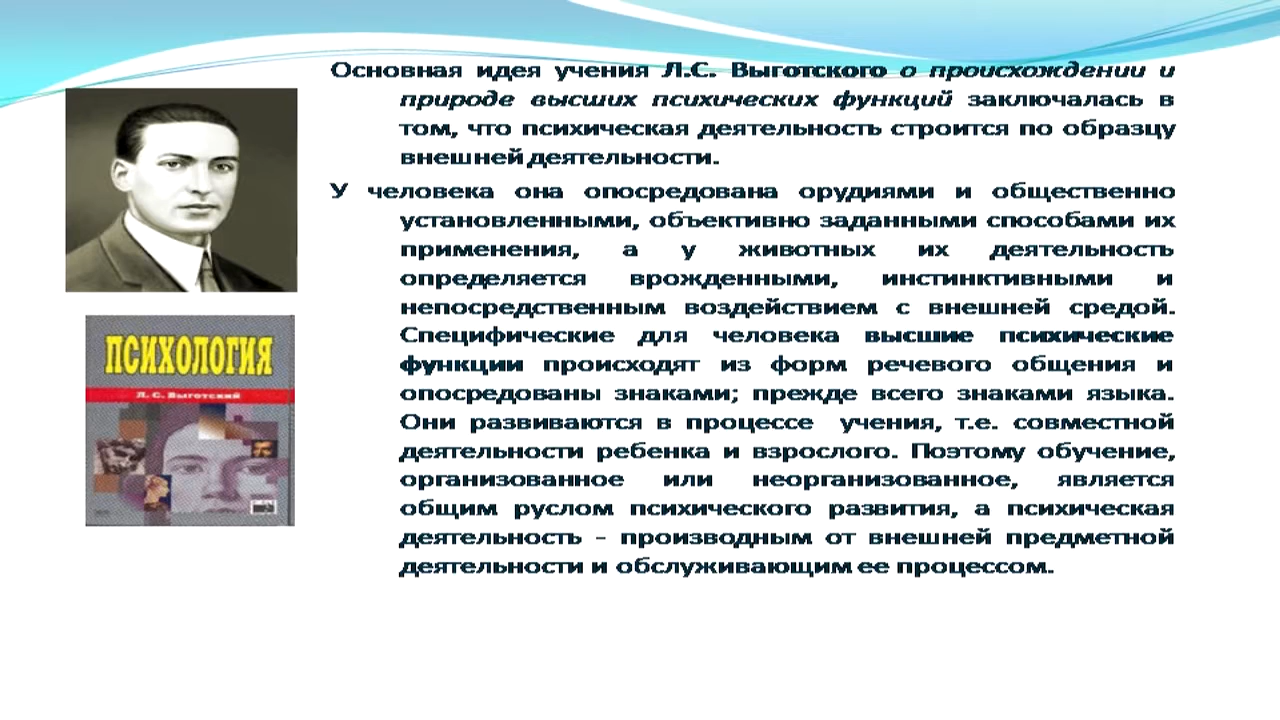 Основная идея учения Л.С. Выготского о происхождении и
природе высших психических функций заключалась в
том, что психическая деятельность строится по образцу
внешней деятельности.
У человека она опосредована орудиями и общественно
установленными, объективно заданными способами их
применения, а у животных их деятельность
определяется врожденными, инстинктивными и
непосредственным воздействием с внешней средой.
Специфические для человека высшие психические
функции происходят из форм речевого общения и
опосредованы знаками; прежде всего знаками языка.
Они развиваются в процессе учения, т.е. совместной
деятельности ребенка и взрослого. Поэтому обучение,
организованное или неорганизованное, является
общим руслом психического развития, а психическая
деятельность - производным от внешней предметной
деятельности и обслуживающим ее процессом.
ПСИХОЛОГИЯ
Л. С. Выготский